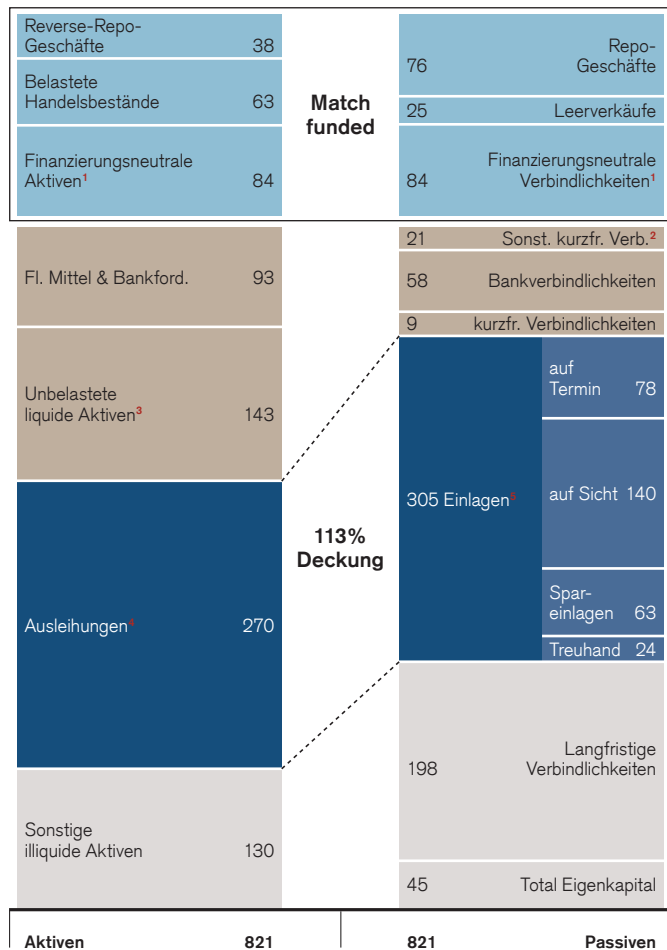 Reverse-Repo-
Geschäfte 38
Belastete
Handelsbestände 63
Finanzierungsneutrale
Aktiven¹ 84
Match
funded
Repo-
76 Geschäfte
25 Leerverkäufe
Finanzierungsneutrale
84 Verbindlichkeiten¹
Fl. Mittel & Bankford. 93
Unbelastete
liquide Aktiven³ 143
Ausleihungen⁴ 270
Sonstige
illiquide Aktiven 130
113%
Deckung
21 Sonst. kurzfr. Verb.²
58 Bankverbindlichkeiten
9 kurzfr. Verbindlichkeiten
305 Einlagen⁵
auf
Termin 78
auf Sicht 140
Spar-
einlagen 63
Treuhand 24
Langfristige
198 Verbindlichkeiten
45 Total Eigenkapital
Aktiven 821
821 Passiven